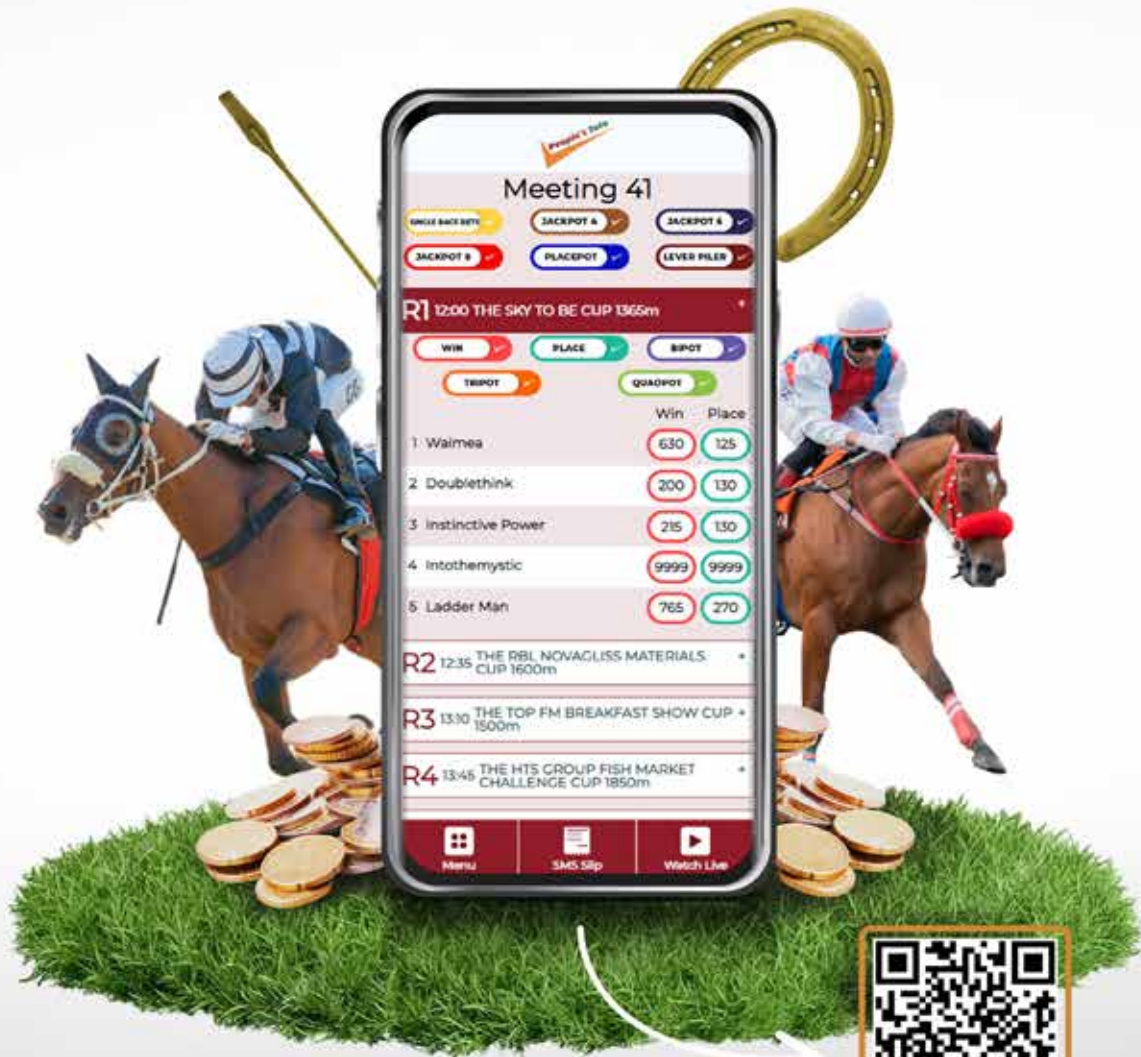 People's Tote
Meeting 41
SINGLE RACE BETS
JACKPOT 4
JACKPOT 6
JACKPOT 8
PLACEPOT
LEVER PILER
R1 12:00 THE SKY TO BE CUP 1365m
WIN
PLACE
BIPOT
TRIPOT
QUADPOT
Win Place
1 Waimea 630 125
2 Doublethink 200 130
3 Instinctive Power 215 130
4 Intothemystic 9999 9999
5 Ladder Man 765 270
R2 12:35 THE RBL NOVAGLISS MATERIALS
CUP 1600m
R3 13:10 THE TOP FM BREAKFAST SHOW CUP
1500m
R4 13:45 THE HTS GROUP FISH MARKET
CHALLENGE CUP 1850m
Menu
SMS Slip
Watch Live